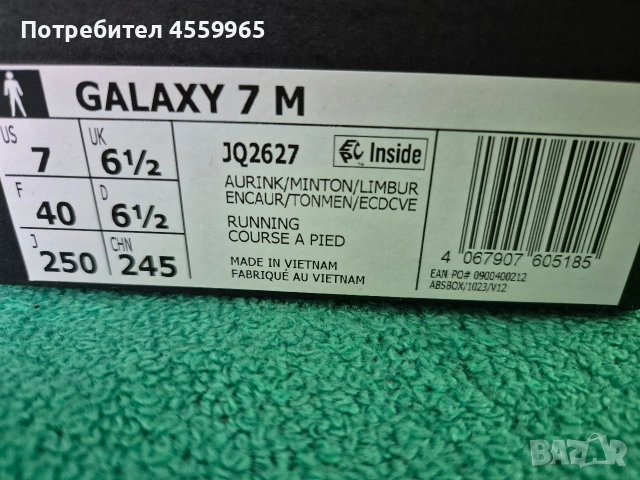 Потребител 4559965
GALAXY 7 M
US 7 UK 6½
F 40 D 6½
J 250 CHN 245
JQ2627 Inside
AURINK/MINTON/LIMBUR
ENCAUR/TONMEN/ECDCVE
RUNNING
COURSE A PIED
MADE IN VIETNAM
FABRIQUÉ AU VIETNAM
4 067907 605185
EAN PO# 0900400212
ABSBOX/1023/V12
BAZAR